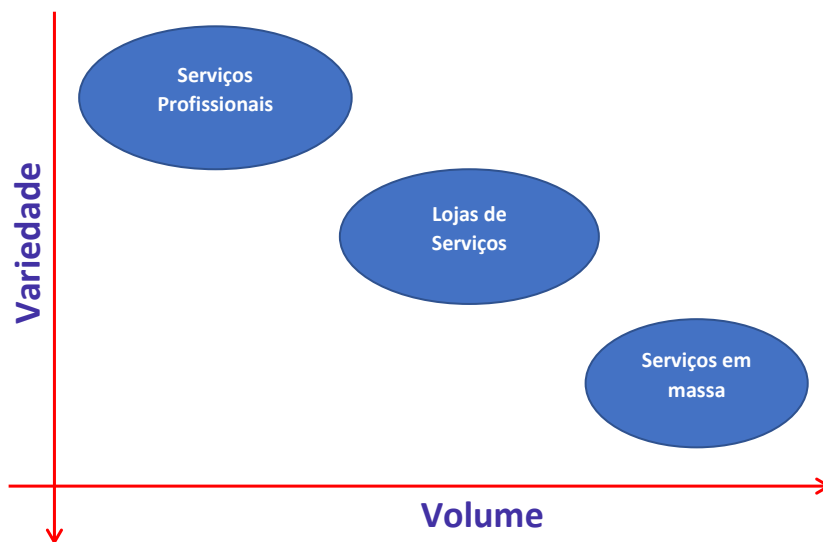 Serviços
Profissionais
Variedade
Lojas de
Serviços
Serviços em
massa
Volume